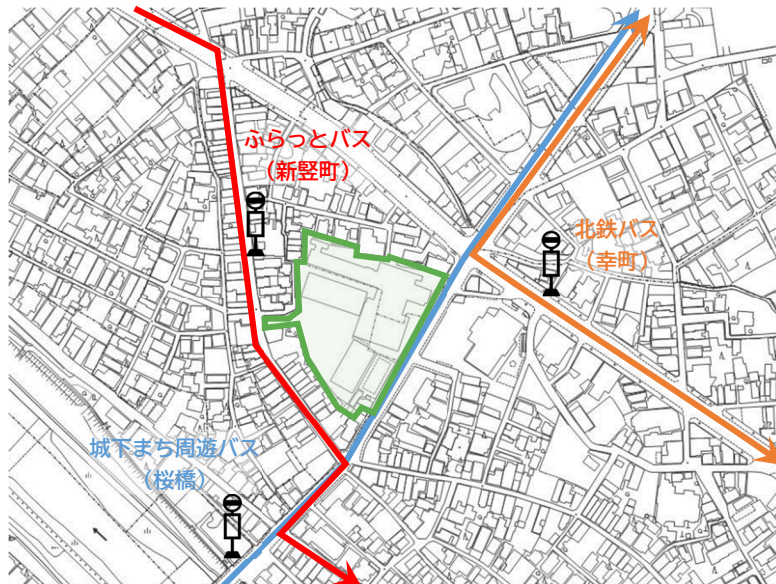 ふらっとバス
（新竪町）
北鉄バス
（幸町）
城下まち周遊バス
（桜橋）